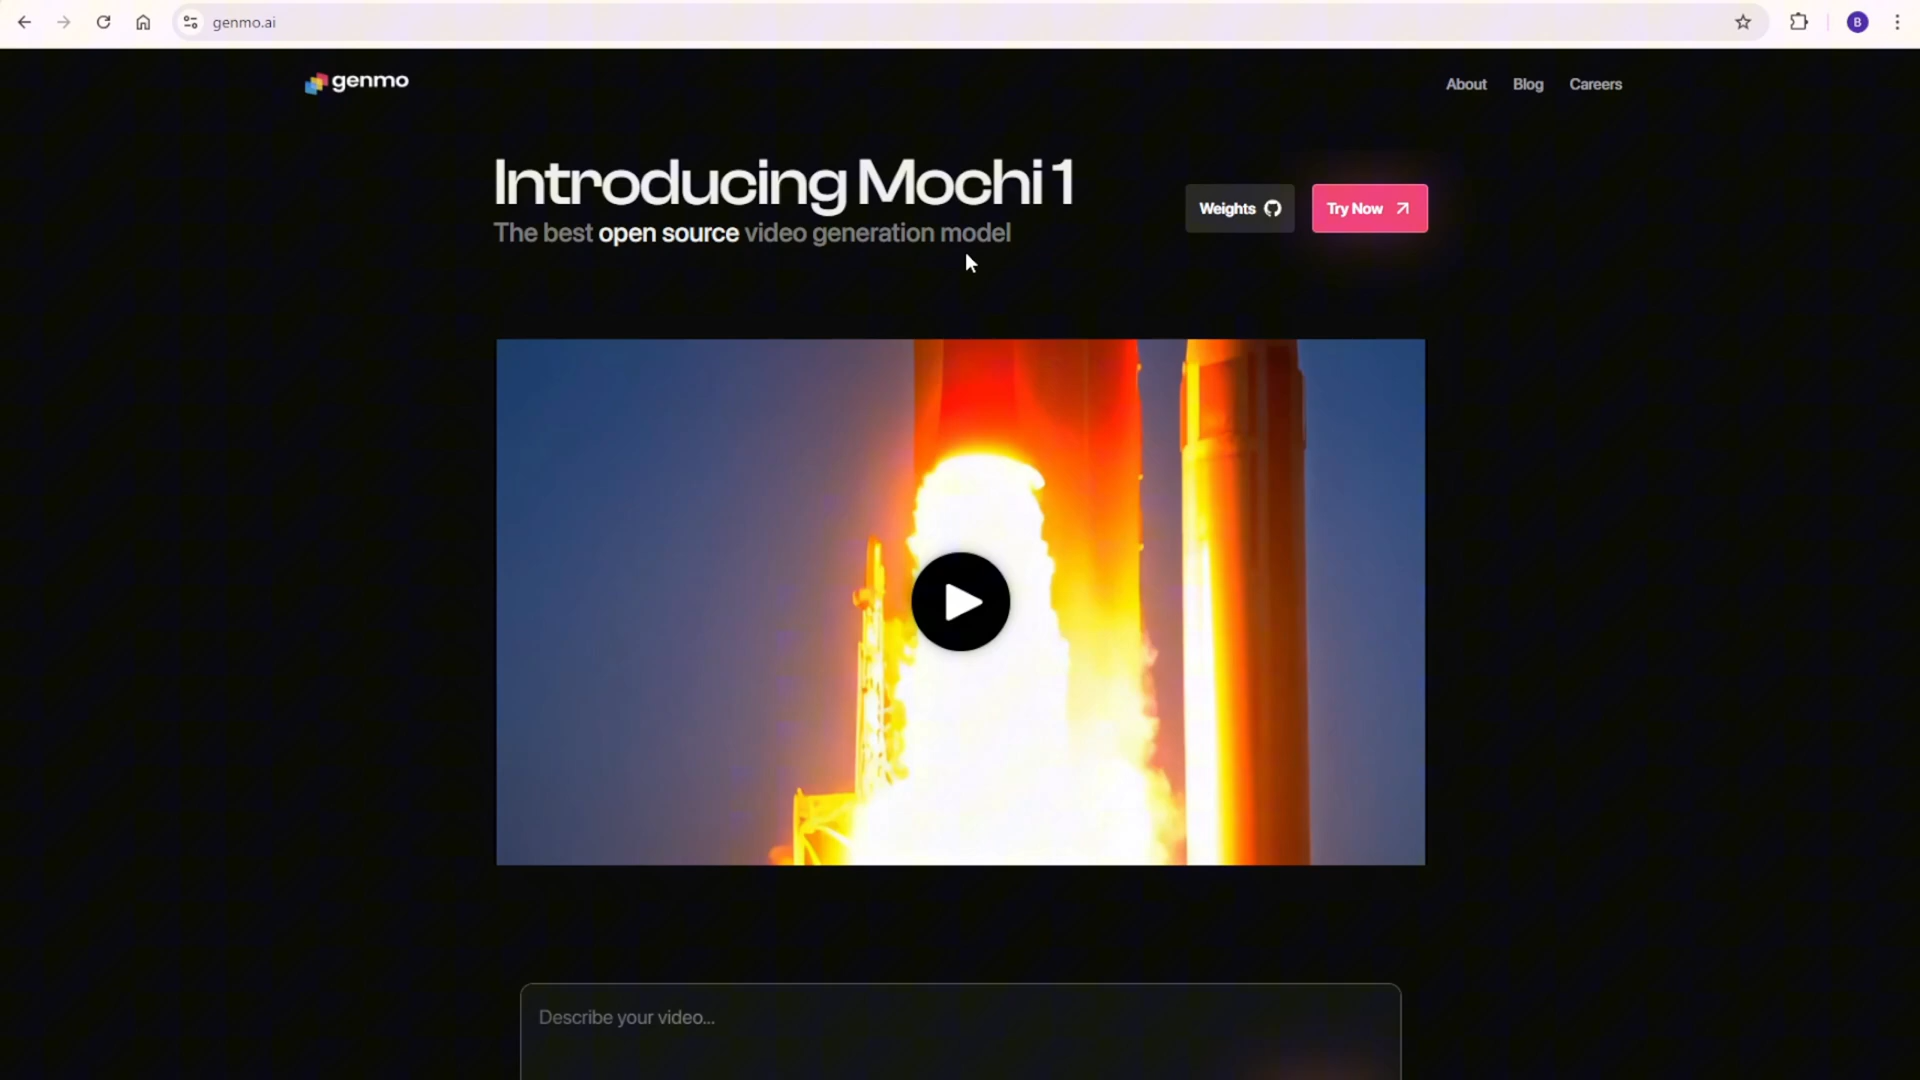 genmo.ai
B
genmo
About Blog Careers
Introducing Mochi 1
The best open source video generation model
Weights
Try Now
Describe your video...